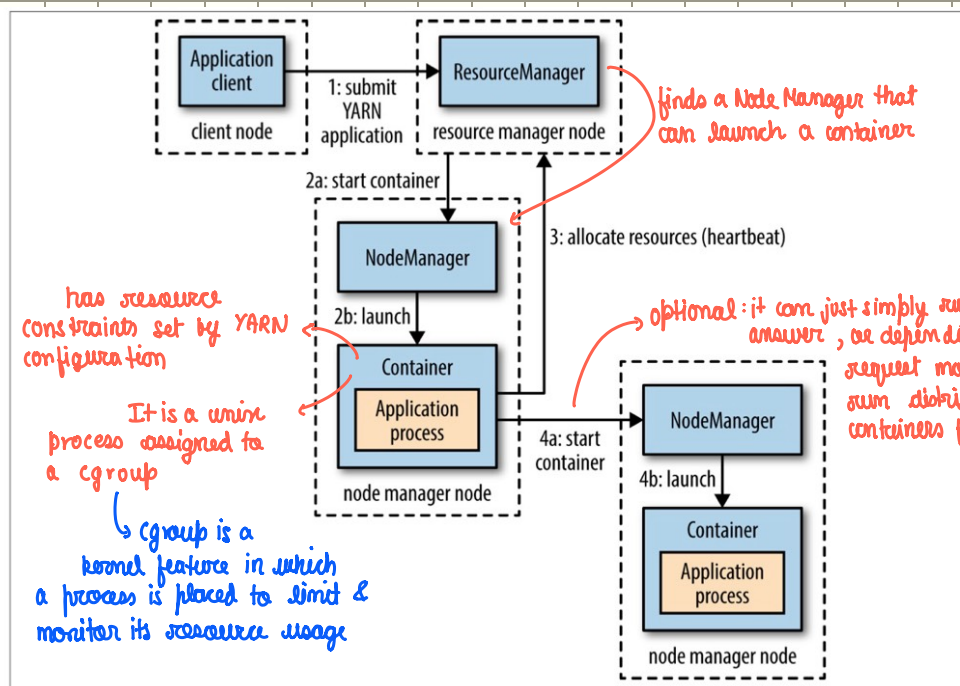 Application
client
client node
1: submit
YARN
application
ResourceManager
resource manager node
finds a Node Manager that
can launch a container
2a: start container
NodeManager
3: allocate resources (heartbeat)
has resource
constraints set by YARN
configuration
2b: launch
Container
Application
process
node manager node
It is a unix
process assigned to
a cgroup
cgroup is a
kernel feature in which
a process is placed to limit &
monitor its resource usage
optional: it can just simply
answer, or
request
containers
4a: start
container
NodeManager
4b: launch
Container
Application
process
node manager node